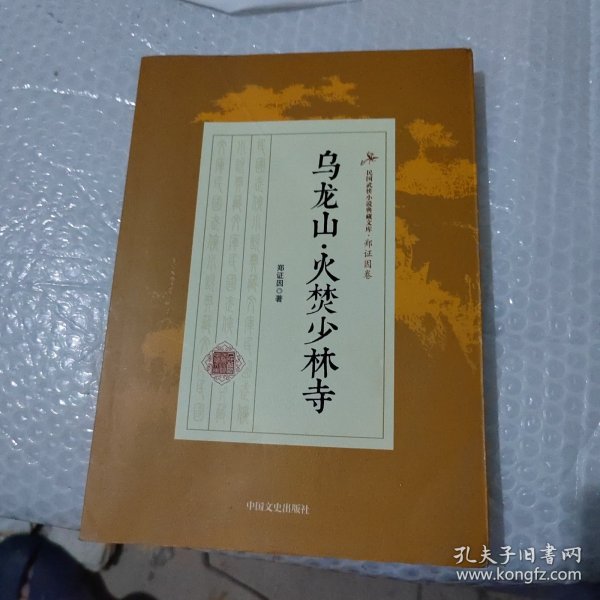 民国武侠小说典藏文库·郑证因卷
乌龙山·火焚少林寺
郑证因◎著
中国文史出版社
孔夫子旧书网
www.kongfz.com